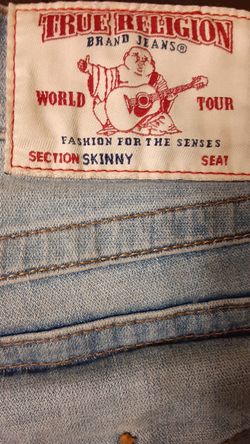 TRUE RELIGION
BRAND JEANS®
WORLD TOUR
FASHION FOR THE SENSES
SECTION SKINNY SEAT